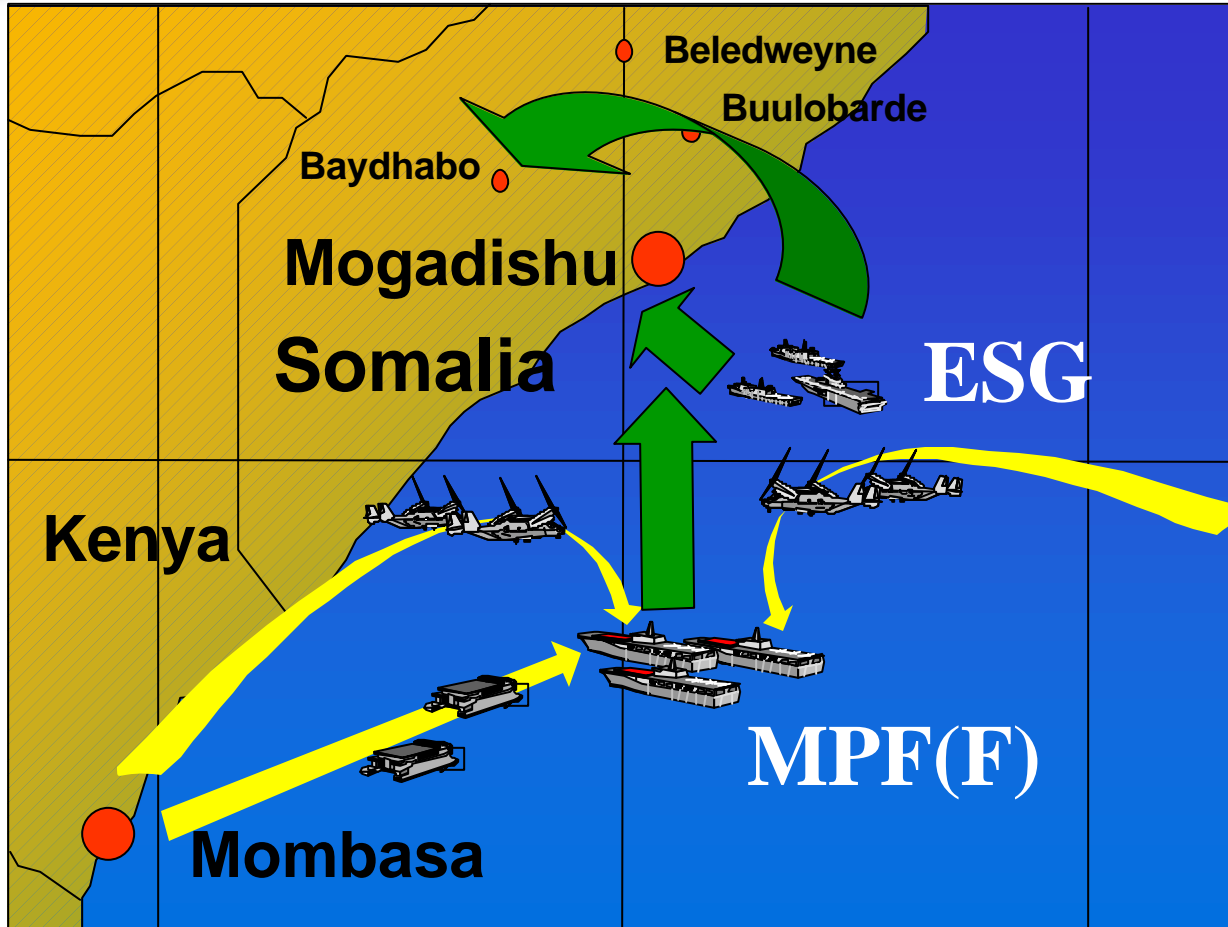 Beledweyne
Buulobarde
Baydhabo
Mogadishu
Somalia
ESG
Kenya
MPF(F)
Mombasa